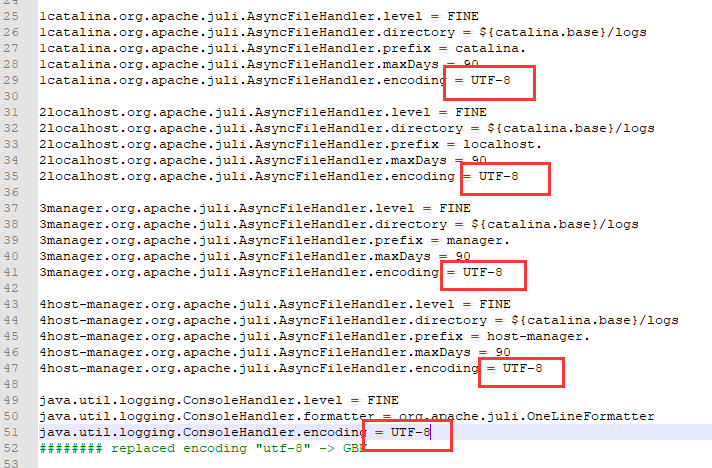 24
25 1catalina.org.apache.juli.AsyncFileHandler.level = FINE
26 1catalina.org.apache.juli.AsyncFileHandler.directory = ${catalina.base}/logs
27 1catalina.org.apache.juli.AsyncFileHandler.prefix = catalina.
28 1catalina.org.apache.juli.AsyncFileHandler.maxDays = 90
29 1catalina.org.apache.juli.AsyncFileHandler.encoding = UTF-8
30
31 2localhost.org.apache.juli.AsyncFileHandler.level = FINE
32 2localhost.org.apache.juli.AsyncFileHandler.directory = ${catalina.base}/logs
33 2localhost.org.apache.juli.AsyncFileHandler.prefix = localhost.
34 2localhost.org.apache.juli.AsyncFileHandler.maxDays = 90
35 2localhost.org.apache.juli.AsyncFileHandler.encoding = UTF-8
36
37 3manager.org.apache.juli.AsyncFileHandler.level = FINE
38 3manager.org.apache.juli.AsyncFileHandler.directory = ${catalina.base}/logs
39 3manager.org.apache.juli.AsyncFileHandler.prefix = manager.
40 3manager.org.apache.juli.AsyncFileHandler.maxDays = 90
41 3manager.org.apache.juli.AsyncFileHandler.encoding = UTF-8
42
43 4host-manager.org.apache.juli.AsyncFileHandler.level = FINE
44 4host-manager.org.apache.juli.AsyncFileHandler.directory = ${catalina.base}/logs
45 4host-manager.org.apache.juli.AsyncFileHandler.prefix = host-manager.
46 4host-manager.org.apache.juli.AsyncFileHandler.maxDays = 90
47 4host-manager.org.apache.juli.AsyncFileHandler.encoding = UTF-8
48
49 java.util.logging.ConsoleHandler.level = FINE
50 java.util.logging.ConsoleHandler.formatter = org.apache.juli.OneLineFormatter
51 java.util.logging.ConsoleHandler.encoding = UTF-8
52 ######## replaced encoding "utf-8" -> GBK
53